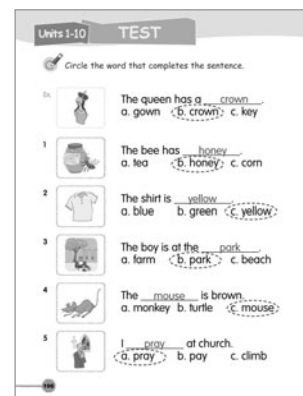 Units 1-10 TEST
Circle the word that completes the sentence.
Ex. The queen has a crown.
a. gown b. crown c. key
1 The bee has honey.
a. tea b. honey c. corn
2 The shirt is yellow.
a. blue b. green c. yellow
3 The boy is at the park.
a. farm b. park c. beach
4 The mouse is brown.
a. monkey b. turtle c. mouse
5 I pray at church.
a. pray b. pay c. climb